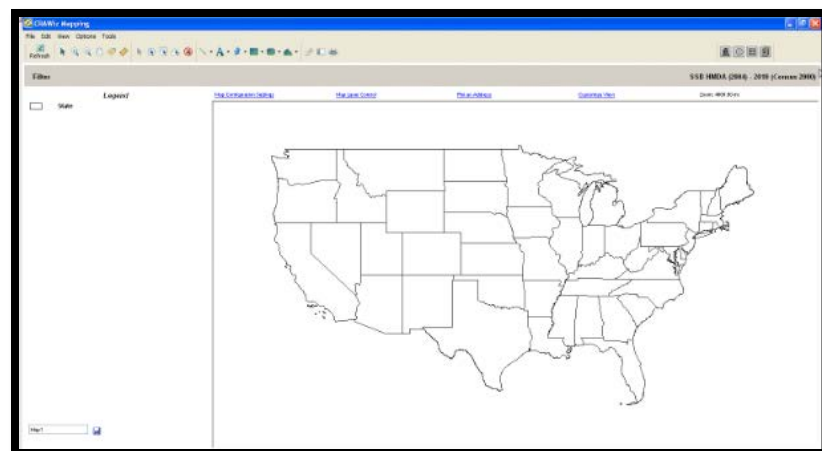 CRAWiz Mapping
File Edit View Options Tools
Refresh
Filter
SSB HMDA (2004) - 2010 (Census 2000)
Legend
Map Configuration Settings
Map Layer Control
Plot an Address
Customize View
State
Map1